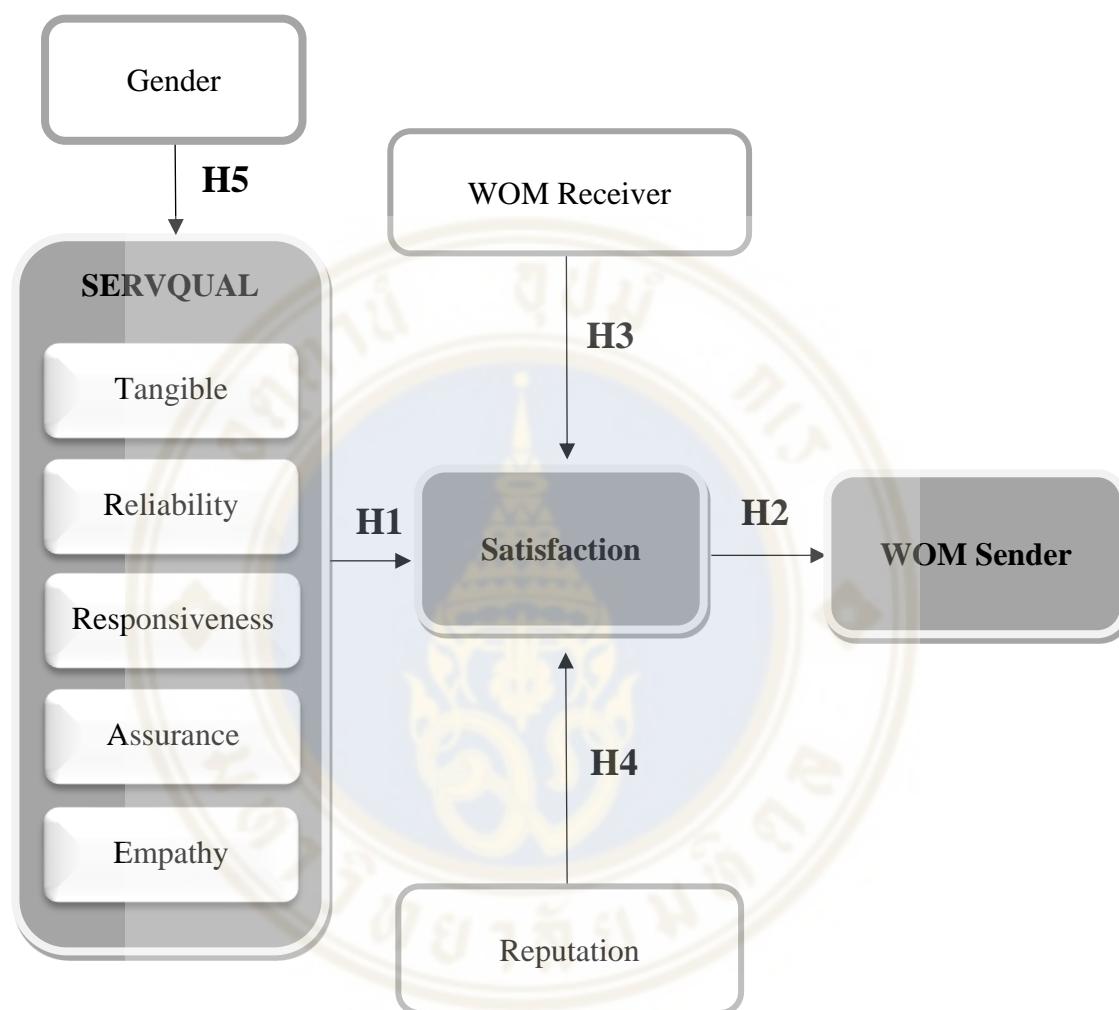 Gender
H5
WOM Receiver
SERVQUAL
H3
Tangible
Reliability
H1
Satisfaction
H2
WOM Sender
Responsiveness
Assurance
H4
Empathy
Reputation